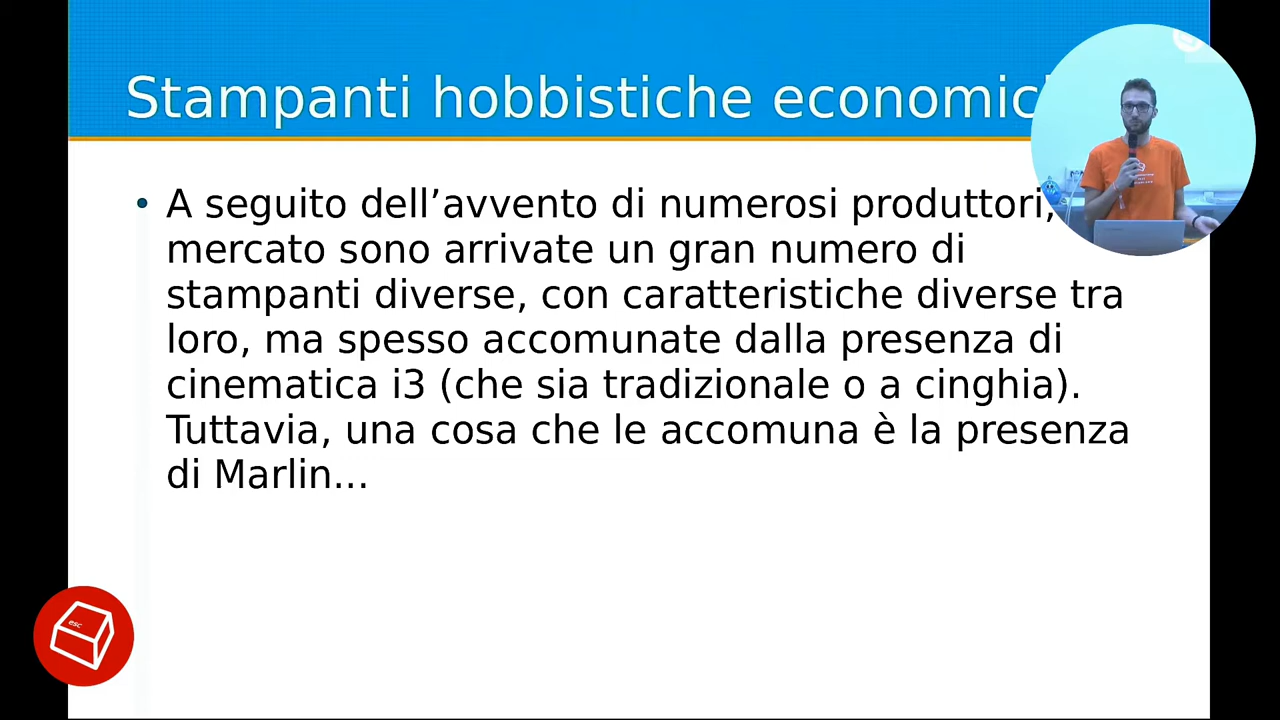 Stampanti hobbistiche economic
A seguito dell’avvento di numerosi produttori,
mercato sono arrivate un gran numero di
stampanti diverse, con caratteristiche diverse tra
loro, ma spesso accomunate dalla presenza di
cinematica i3 (che sia tradizionale o a cinghia).
Tuttavia, una cosa che le accomuna è la presenza
di Marlin...
esc